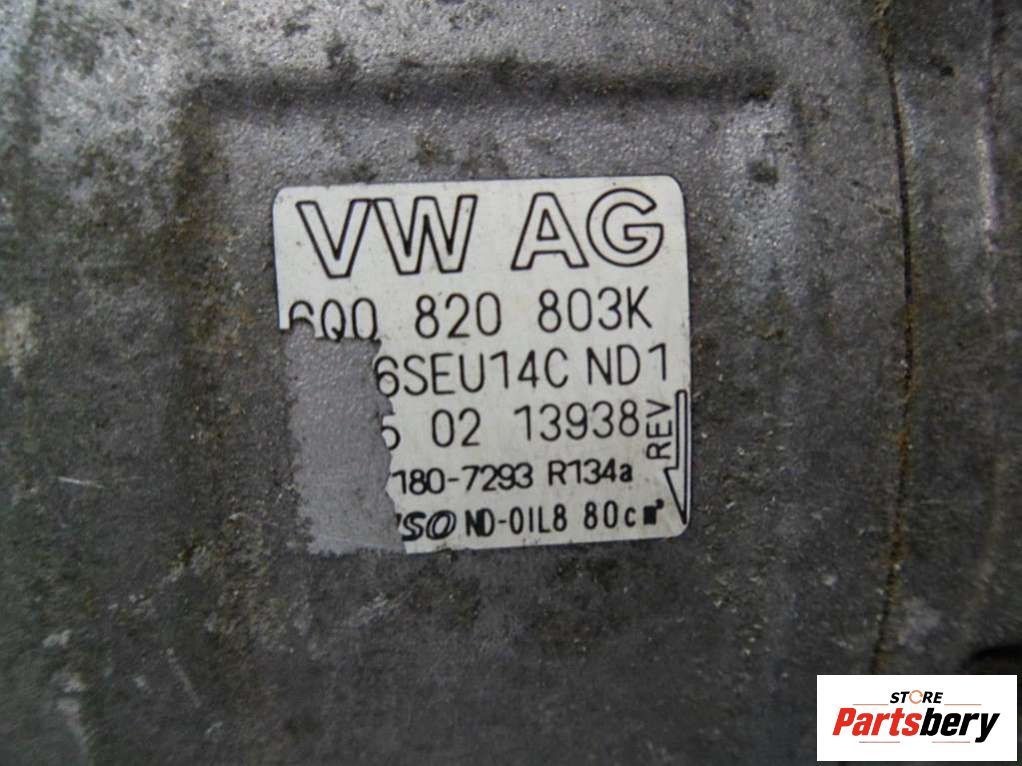 VW AG
6Q0 820 803K
6SEU14C ND1
02 13938
REV
180-7293 R134a
ND-OIL8 80cm³
STORE
Partsbery